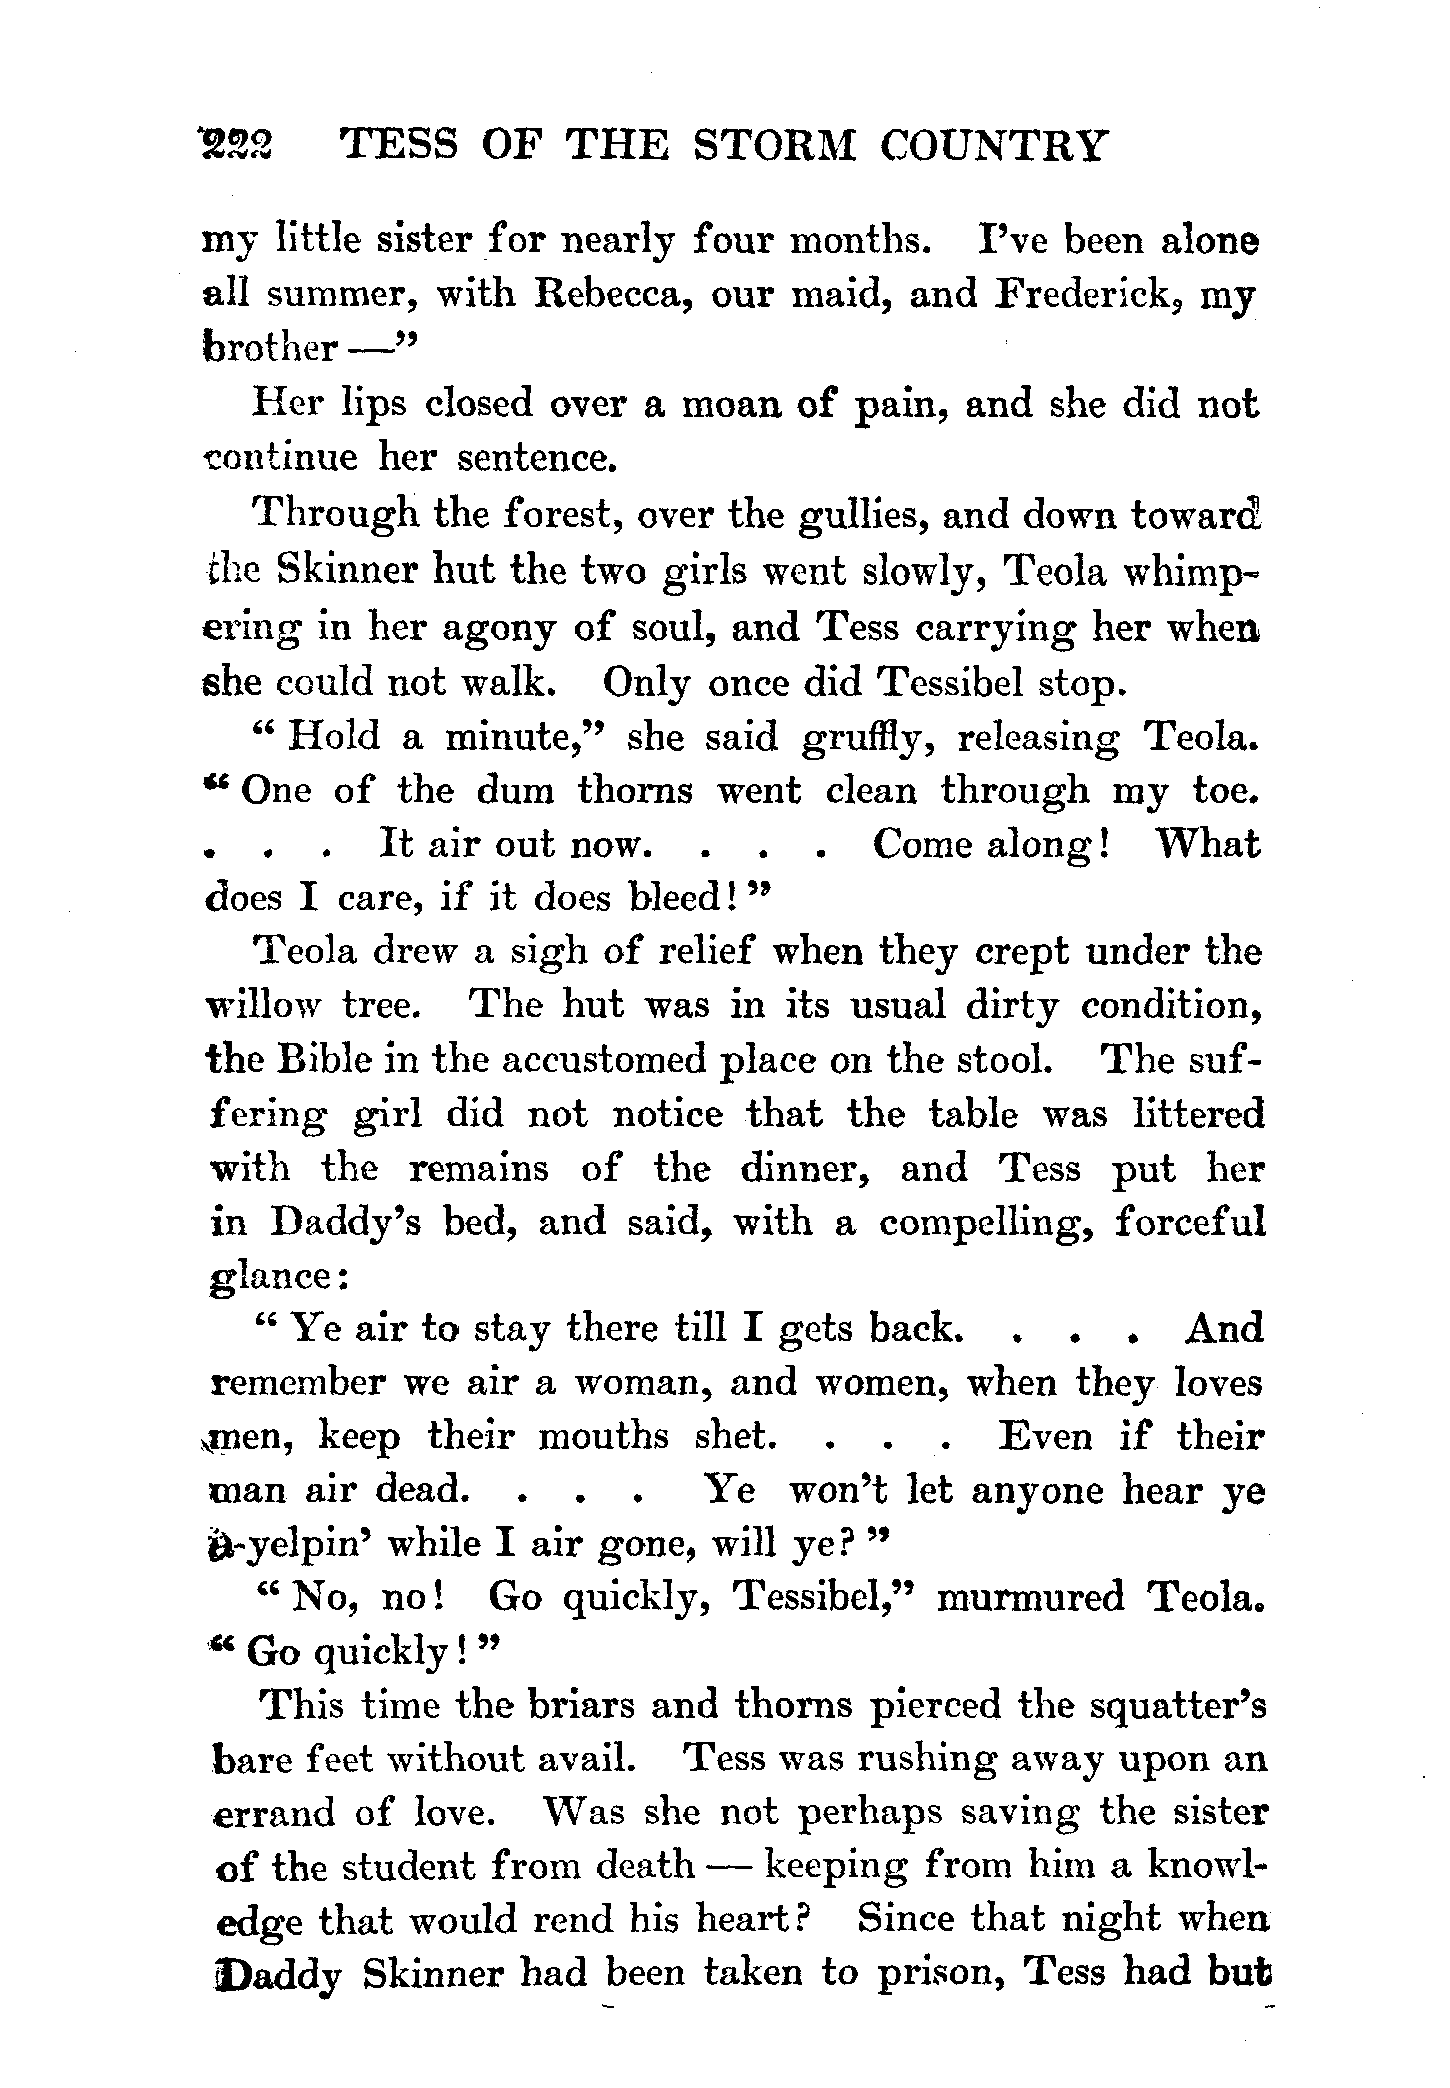 222 TESS OF THE STORM COUNTRY
my little sister for nearly four months. I've been alone
all summer, with Rebecca, our maid, and Frederick, my
brother —"
Her lips closed over a moan of pain, and she did not
continue her sentence.
Through the forest, over the gullies, and down toward
the Skinner hut the two girls went slowly, Teola whimp-
ering in her agony of soul, and Tess carrying her when
she could not walk. Only once did Tessibel stop.
" Hold a minute," she said gruffly, releasing Teola.
" One of the dum thorns went clean through my toe.
. . . It air out now. . . . Come along! What
does I care, if it does bleed! "
Teola drew a sigh of relief when they crept under the
willow tree. The hut was in its usual dirty condition,
the Bible in the accustomed place on the stool. The suf-
fering girl did not notice that the table was littered
with the remains of the dinner, and Tess put her
in Daddy's bed, and said, with a compelling, forceful
glance:
" Ye air to stay there till I gets back. . . . And
remember we air a woman, and women, when they loves
men, keep their mouths shet. . . . Even if their
man air dead. . . . Ye won't let anyone hear ye
a-yelpin' while I air gone, will ye? "
" No, no! Go quickly, Tessibel," murmured Teola.
" Go quickly! "
This time the briars and thorns pierced the squatter's
bare feet without avail. Tess was rushing away upon an
errand of love. Was she not perhaps saving the sister
of the student from death — keeping from him a knowl-
edge that would rend his heart? Since that night when
Daddy Skinner had been taken to prison, Tess had but